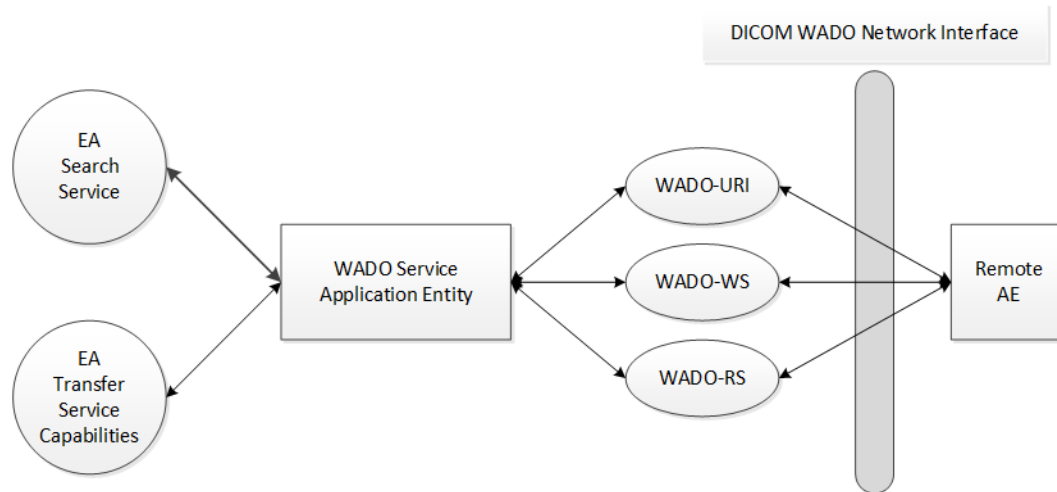 DICOM WADO Network Interface
EA
Search
Service
WADO-URI
WADO Service
Application Entity
WADO-WS
Remote
AE
EA
Transfer
Service
Capabilities
WADO-RS